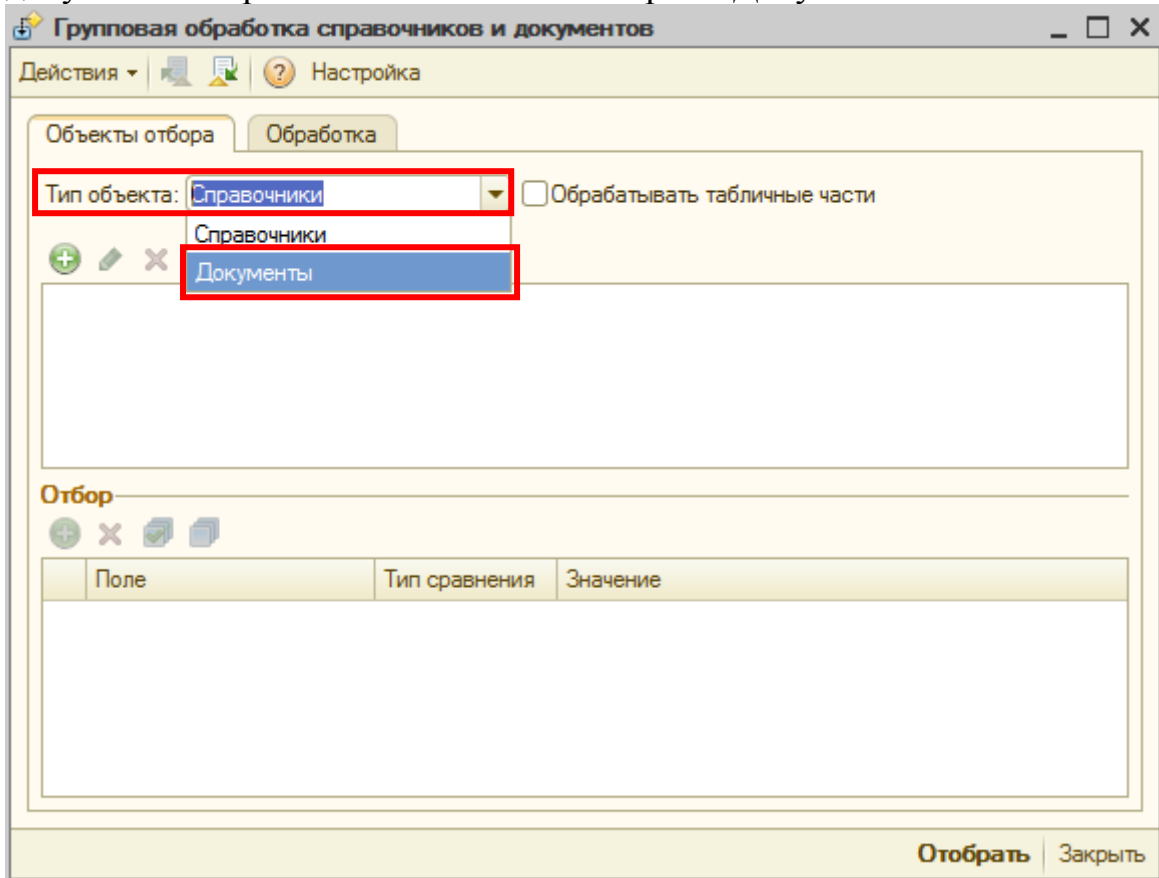 Групповая обработка справочников и документов
Действия Настройка
Объекты отбора Обработка
Тип объекта: Справочники Обрабатывать табличные части
Справочники
Документы
Отбор
Поле Тип сравнения Значение
Отобрать Закрыть